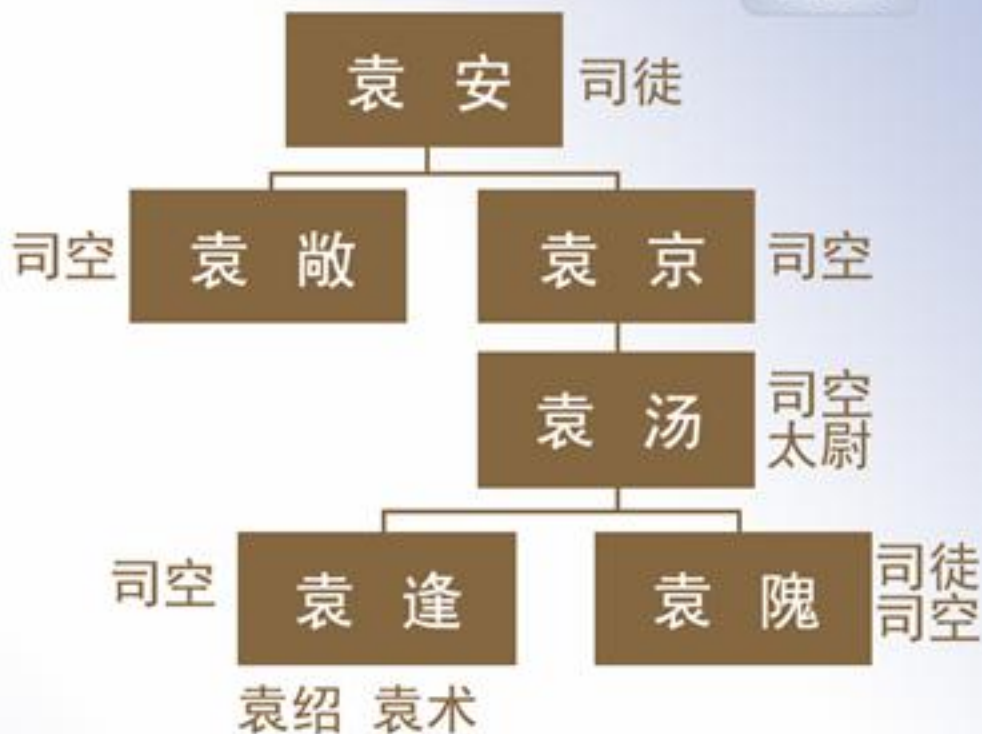 袁安 司徒
司空 袁敞 袁京 司空
袁汤 司空
太尉
司空 袁逢 袁隗 司徒
司空
袁绍 袁术